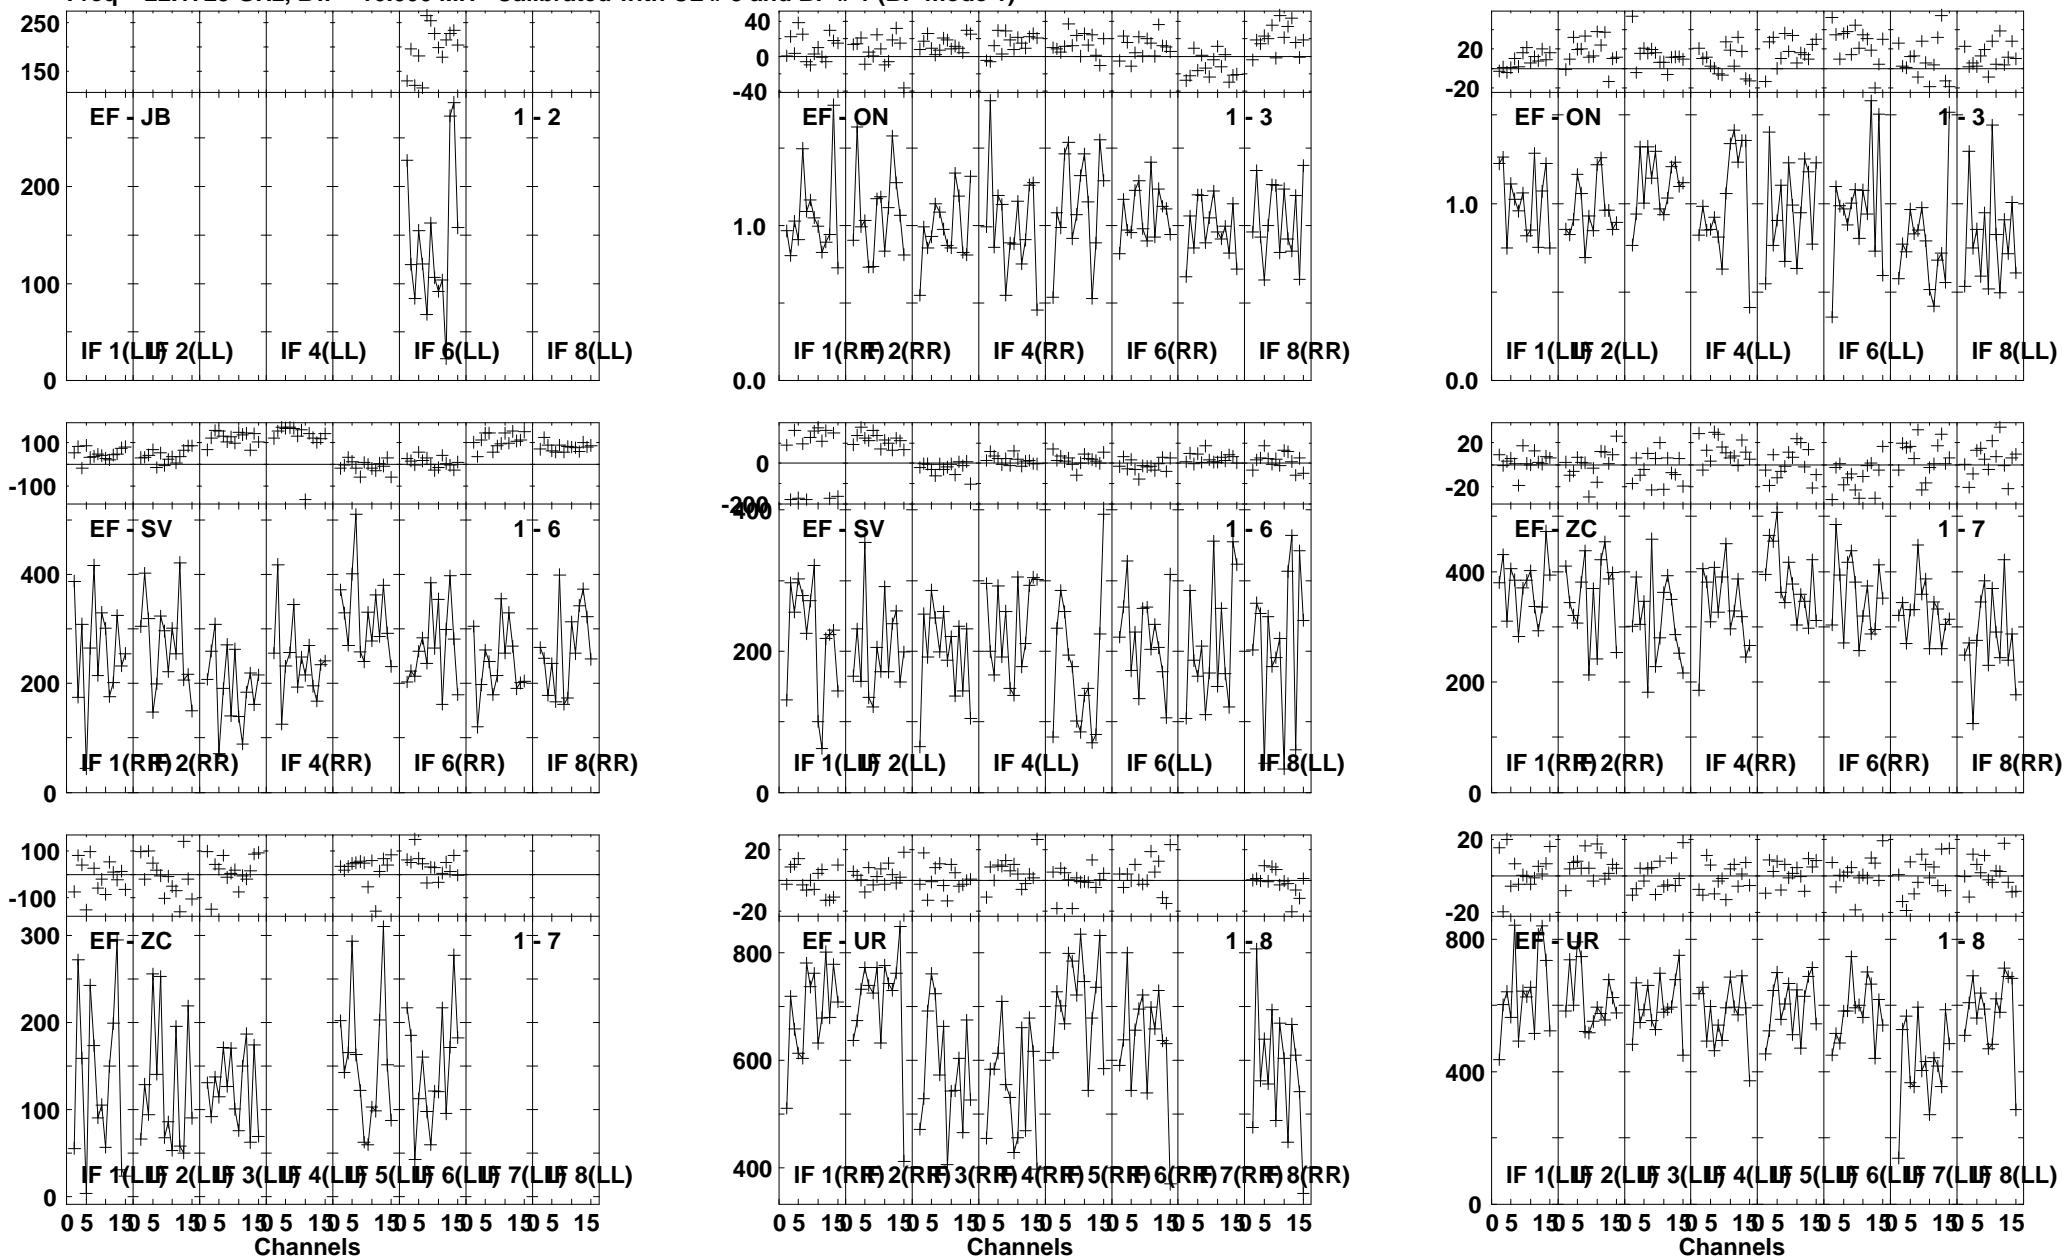 250
150
EF - JB
1 - 2
200
100
0
IF 1(LL)
IF 2(LL)
IF 4(LL)
IF 6(LL)
IF 8(LL)
40
0
-40
EF - ON
1 - 3
1.0
0.0
IF 1(RR)
IF 2(RR)
IF 4(RR)
IF 6(RR)
IF 8(RR)
20
-20
EF - ON
1 - 3
1.0
0.0
IF 1(LL)
IF 2(LL)
IF 4(LL)
IF 6(LL)
IF 8(LL)
100
-100
EF - SV
1 - 6
400
200
0
IF 1(RR)
IF 2(RR)
IF 4(RR)
IF 6(RR)
IF 8(RR)
0
-200
400
EF - SV
1 - 6
200
0
IF 1(LL)
IF 2(LL)
IF 4(LL)
IF 6(LL)
IF 8(LL)
20
-20
EF - ZC
1 - 7
400
200
0
IF 1(RR)
IF 2(RR)
IF 4(RR)
IF 6(RR)
IF 8(RR)
100
-100
EF - ZC
1 - 7
300
200
100
0
IF 1(LL)
IF 2(LL)
IF 3(LL)
IF 4(LL)
IF 5(LL)
IF 6(LL)
IF 7(LL)
IF 8(LL)
0 5 15 0 5 15 0 5 15 0 5 15 0 5 15 0 5 15 0 5 15 0 5 15
Channels
20
-20
EF - UR
1 - 8
800
600
400
IF 1(RR)
IF 2(RR)
IF 3(RR)
IF 4(RR)
IF 5(RR)
IF 6(RR)
IF 7(RR)
IF 8(RR)
0 5 15 0 5 15 0 5 15 0 5 15 0 5 15 0 5 15 0 5 15 0 5 15
Channels
20
-20
EF - UR
1 - 8
800
400
0
IF 1(LL)
IF 2(LL)
IF 3(LL)
IF 4(LL)
IF 5(LL)
IF 6(LL)
IF 7(LL)
IF 8(LL)
0 5 15 0 5 15 0 5 15 0 5 15 0 5 15 0 5 15 0 5 15 0 5 15
Channels